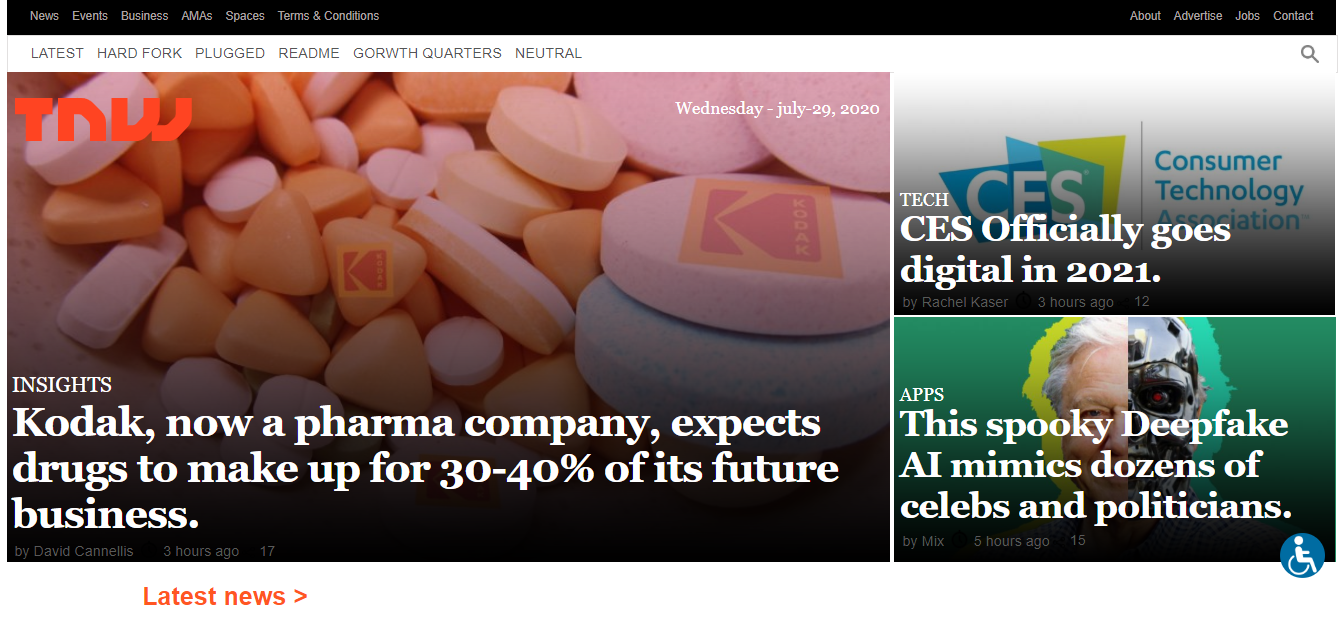 News Events Business AMAs Spaces Terms & Conditions About Advertise Jobs Contact
LATEST HARD FORK PLUGGED README GORWTH QUARTERS NEUTRAL
TNW
Wednesday - july-29, 2020
KODAK
KODAK
INSIGHTS
Kodak, now a pharma company, expects
drugs to make up for 30-40% of its future
business.
by David Cannellis 3 hours ago 17
CES®
Consumer
Technology
Association™
TECH
CES Officially goes
digital in 2021.
by Rachel Kaser 3 hours ago 12
APPS
This spooky Deepfake
AI mimics dozens of
celebs and politicians.
by Mix 5 hours ago 15
Latest news >